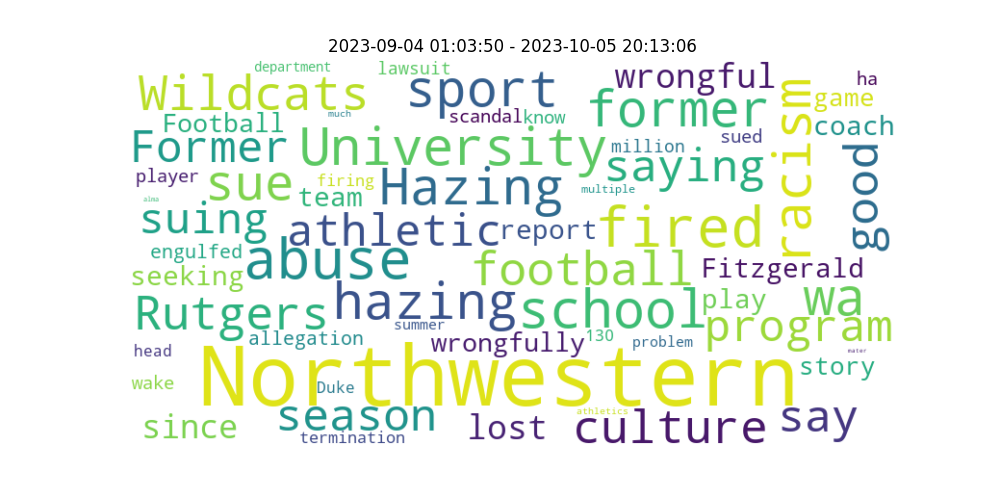 2023-09-04 01:03:50 - 2023-10-05 20:13:06
department
lawsuit
wrongful
ha
Wildcats
sport
former
racism
game
much
scandal
know
Football
coach
Former
University
million
sued
saying
good
player
sue
firing
Hazing
multiple
team
alma
suing
athletic
report
fired
engulfed
abuse
football
Fitzgerald
seeking
hazing
school
play
wa
Rutgers
summer
program
allegation
wrongfully
130
problem
head
Northwestern
mater
story
wake
Duke
season
athletics
since
lost
culture
say
termination